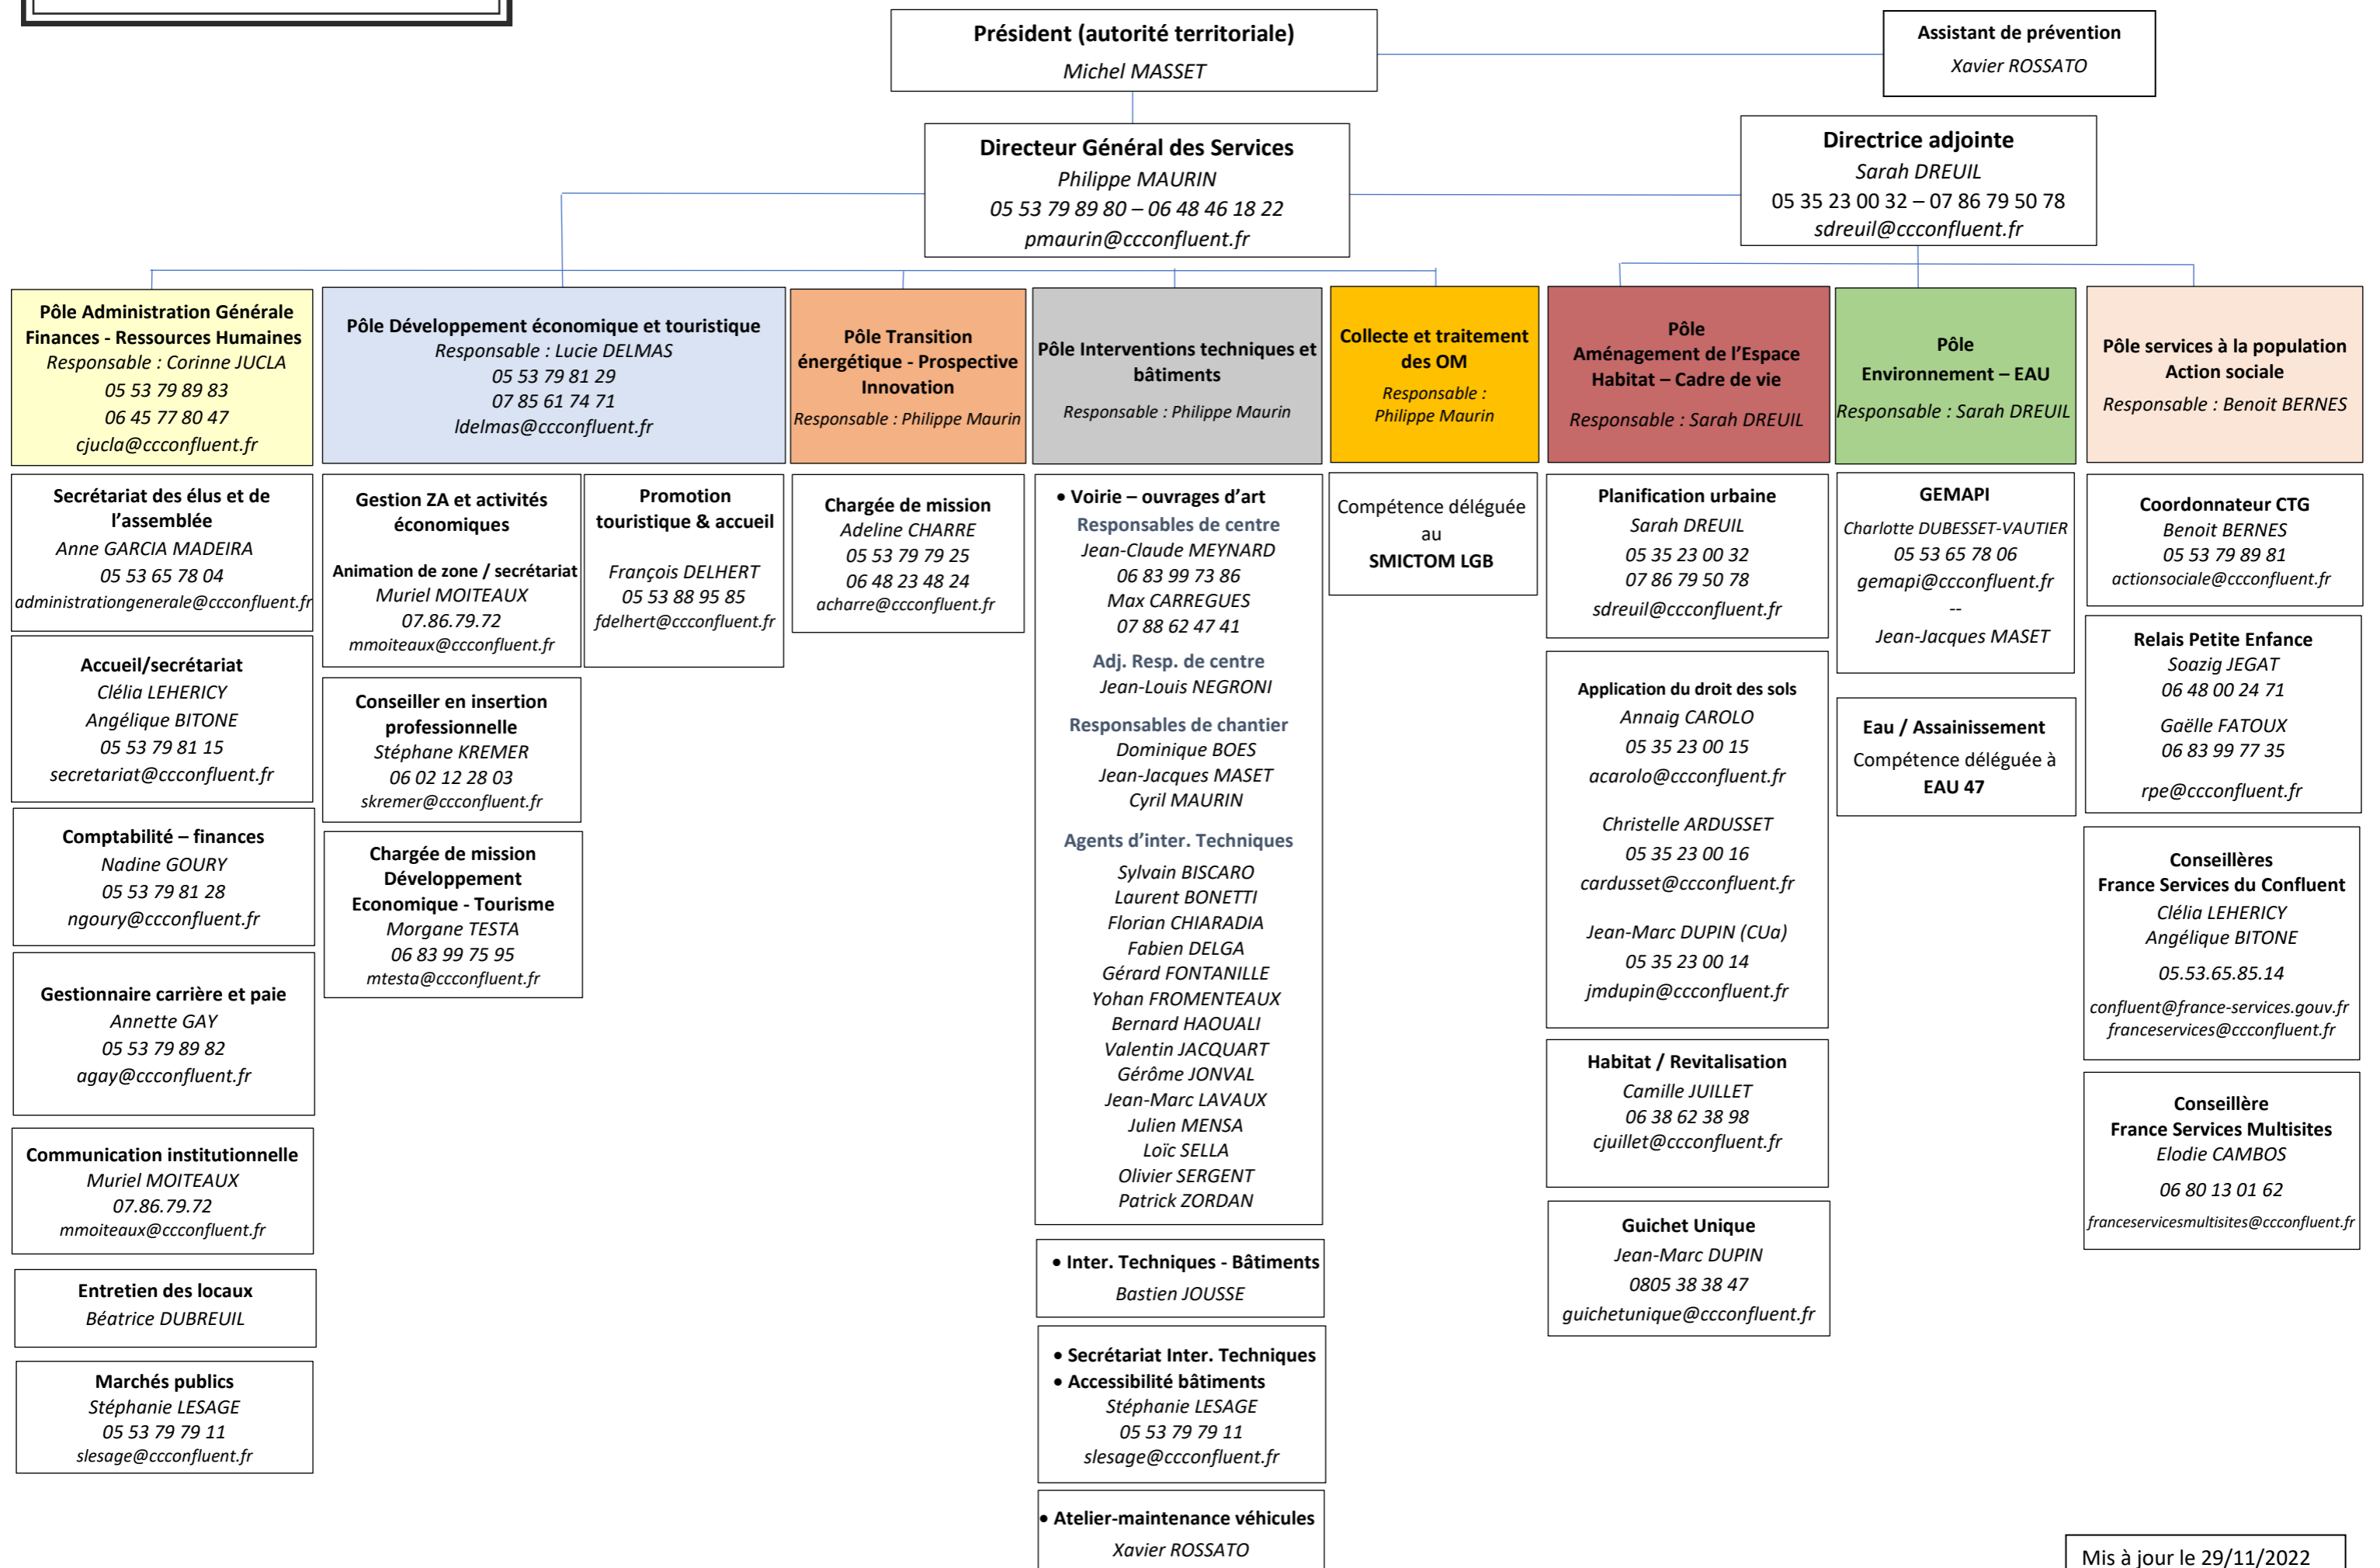 Président (autorité territoriale)
Michel MASSET
Assistant de prévention
Xavier ROSSATO
Directeur Général des Services
Philippe MAURIN
05 53 79 89 80 – 06 48 46 18 22
pmaurin@ccconfluent.fr
Directrice adjointe
Sarah DREUIL
05 35 23 00 32 – 07 86 79 50 78
sdreuil@ccconfluent.fr
Pôle Administration Générale
Finances - Ressources Humaines
Responsable : Corinne JUCLA
05 53 79 89 83
06 45 77 80 47
cjucla@ccconfluent.fr
Secrétariat des élus et de
l’assemblée
Anne GARCIA MADEIRA
05 53 65 78 04
administrationgenerale@ccconfluent.fr
Accueil/secrétariat
Clélia LEHERICY
Angélique BITONE
05 53 79 81 15
secretariat@ccconfluent.fr
Comptabilité – finances
Nadine GOURY
05 53 79 81 28
ngoury@ccconfluent.fr
Gestionnaire carrière et paie
Annette GAY
05 53 79 89 82
agay@ccconfluent.fr
Communication institutionnelle
Muriel MOITEAUX
07.86.79.72
mmoiteaux@ccconfluent.fr
Entretien des locaux
Béatrice DUBREUIL
Marchés publics
Stéphanie LESAGE
05 53 79 79 11
slesage@ccconfluent.fr
Pôle Développement économique et touristique
Responsable : Lucie DELMAS
05 53 79 81 29
07 85 61 74 71
ldelmas@ccconfluent.fr
Gestion ZA et activités
économiques
Animation de zone / secrétariat
Muriel MOITEAUX
07.86.79.72
mmoiteaux@ccconfluent.fr
Promotion
touristique & accueil
François DELHERT
05 53 88 95 85
fdelhert@ccconfluent.fr
Conseiller en insertion
professionnelle
Stéphane KREMER
06 02 12 28 03
skremer@ccconfluent.fr
Chargée de mission
Développement
Economique - Tourisme
Morgane TESTA
06 83 99 75 95
mtesta@ccconfluent.fr
Pôle Transition
énergétique - Prospective
Innovation
Responsable : Philippe Maurin
Chargée de mission
Adeline CHARRE
05 53 79 79 25
06 48 23 48 24
acharre@ccconfluent.fr
Pôle Interventions techniques et
bâtiments
Responsable : Philippe Maurin
• Voirie – ouvrages d’art
Responsables de centre
Jean-Claude MEYNARD
06 83 99 73 86
Max CARREGUES
07 88 62 47 41
Adj. Resp. de centre
Jean-Louis NEGRONI
Responsables de chantier
Dominique BOES
Jean-Jacques MASET
Cyril MAURIN
Agents d’inter. Techniques
Sylvain BISCARO
Laurent BONETTI
Florian CHIARADIA
Fabien DELGA
Gérard FONTANILLE
Yohan FROMENTEAUX
Bernard HAOUALI
Valentin JACQUART
Gérôme JONVAL
Jean-Marc LAVAUX
Julien MENSA
Loïc SELLA
Olivier SERGENT
Patrick ZORDAN
• Inter. Techniques - Bâtiments
Bastien JOUSSE
• Secrétariat Inter. Techniques
• Accessibilité bâtiments
Stéphanie LESAGE
05 53 79 79 11
slesage@ccconfluent.fr
• Atelier-maintenance véhicules
Xavier ROSSATO
Collecte et traitement
des OM
Responsable :
Philippe Maurin
Compétence déléguée
au
SMICTOM LGB
Pôle
Aménagement de l’Espace
Habitat – Cadre de vie
Responsable : Sarah DREUIL
Planification urbaine
Sarah DREUIL
05 35 23 00 32
07 86 79 50 78
sdreuil@ccconfluent.fr
Application du droit des sols
Annaig CAROLO
05 35 23 00 15
acarolo@ccconfluent.fr
Christelle ARDUSSET
05 35 23 00 16
cardusset@ccconfluent.fr
Jean-Marc DUPIN (CUa)
05 35 23 00 14
jmdupin@ccconfluent.fr
Habitat / Revitalisation
Camille JUILLET
06 38 62 38 98
cjuillet@ccconfluent.fr
Guichet Unique
Jean-Marc DUPIN
0805 38 38 47
guichetunique@ccconfluent.fr
Pôle
Environnement – EAU
Responsable : Sarah DREUIL
GEMAPI
Charlotte DUBESSET-VAUTIER
05 53 65 78 06
gemapi@ccconfluent.fr
--
Jean-Jacques MASET
Eau / Assainissement
Compétence déléguée à
EAU 47
Pôle services à la population
Action sociale
Responsable : Benoit BERNES
Coordonnateur CTG
Benoit BERNES
05 53 79 89 81
actionsociale@ccconfluent.fr
Relais Petite Enfance
Soazig JEGAT
06 48 00 24 71
Gaëlle FATOUX
06 83 99 77 35
rpe@ccconfluent.fr
Conseillères
France Services du Confluent
Clélia LEHERICY
Angélique BITONE
05.53.65.85.14
confluent@france-services.gouv.fr
franceservices@ccconfluent.fr
Conseillère
France Services Multisites
Elodie CAMBOS
06 80 13 01 62
franceservicesmultisites@ccconfluent.fr
Mis à jour le 29/11/2022